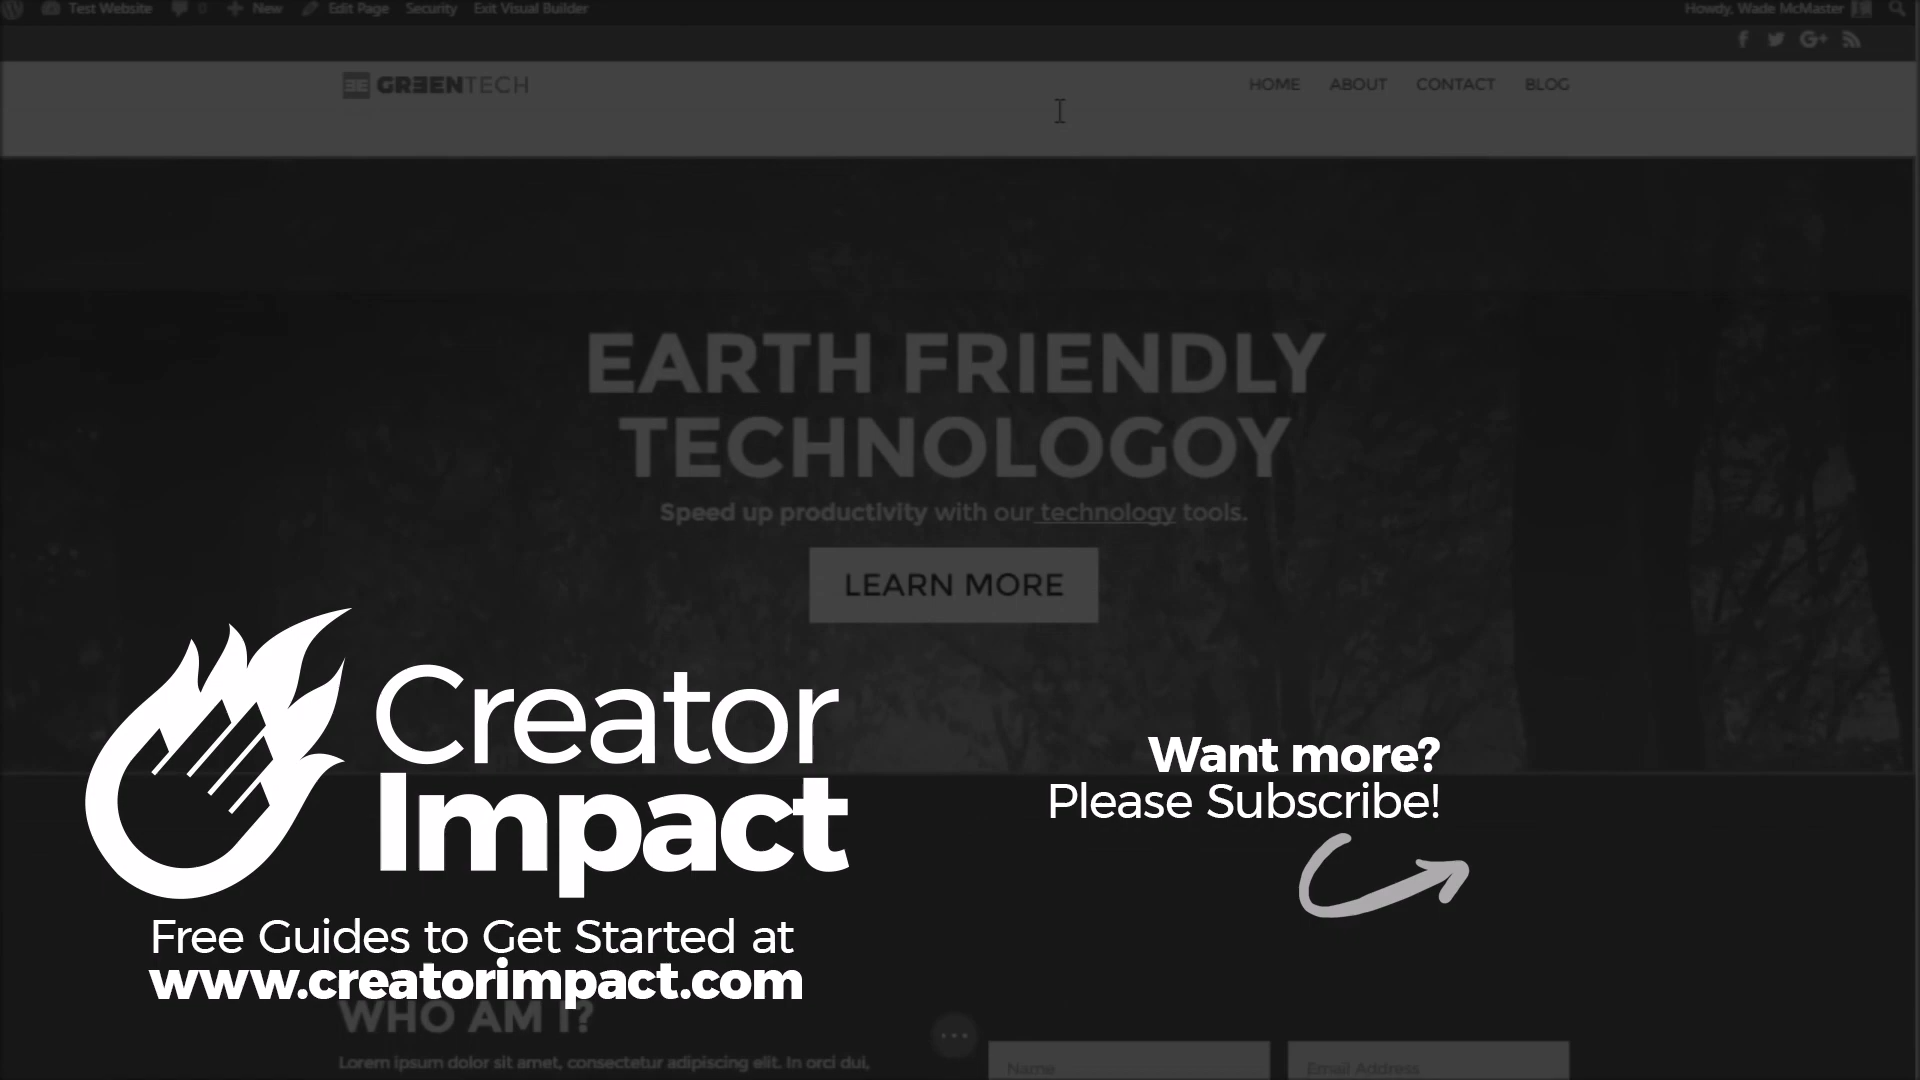 Test Website 0 New Edit Page Security Exit Visual Builder Howdy, Wade McMaster
GREENTECH HOME ABOUT CONTACT BLOG
EARTH FRIENDLY
TECHNOLOGOY
Speed up productivity with our technology tools.
LEARN MORE
Creator
Impact
Want more?
Please Subscribe!
Free Guides to Get Started at
www.creatorimpact.com
WHO AM I?
Lorem ipsum dolor sit amet, consectetur adipiscing elit. In orci dui,
Name Email Address